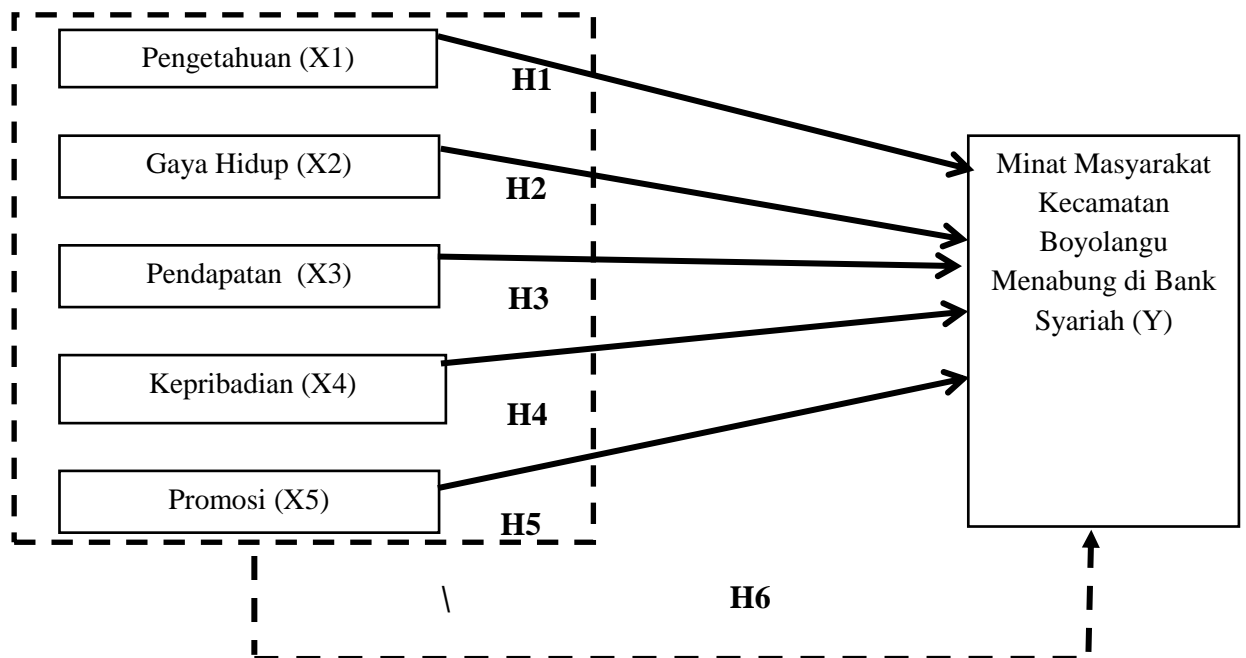 Pengetahuan (X1)
H1
Gaya Hidup (X2)
H2
Pendapatan  (X3)
H3
Kepribadian (X4)
H4
Promosi (X5)
H5
Minat Masyarakat
Kecamatan
Boyolangu
Menabung di Bank
Syariah (Y)
\
H6